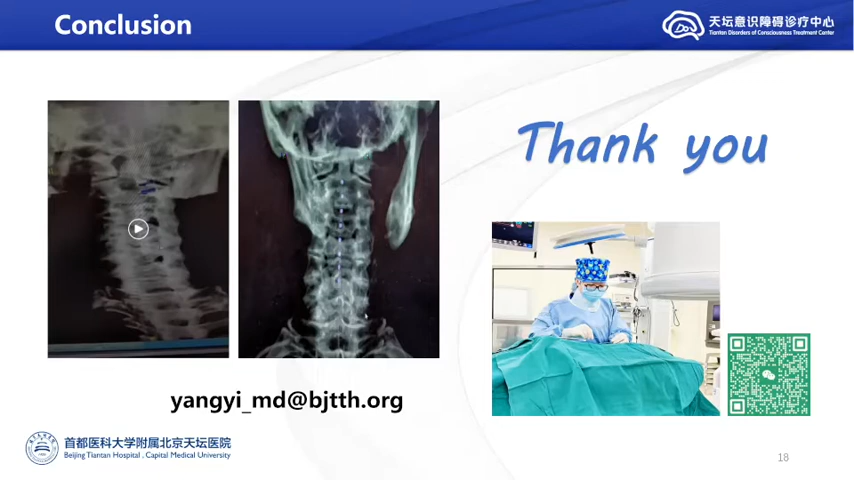 Conclusion
天坛意识障碍诊疗中心
Tiantan Disorders of Consciousness Treatment Center
Thank you
yangyi_md@bjtth.org
首都医科大学附属北京天坛医院
Beijing Tiantan Hospital , Capital Medical University
18